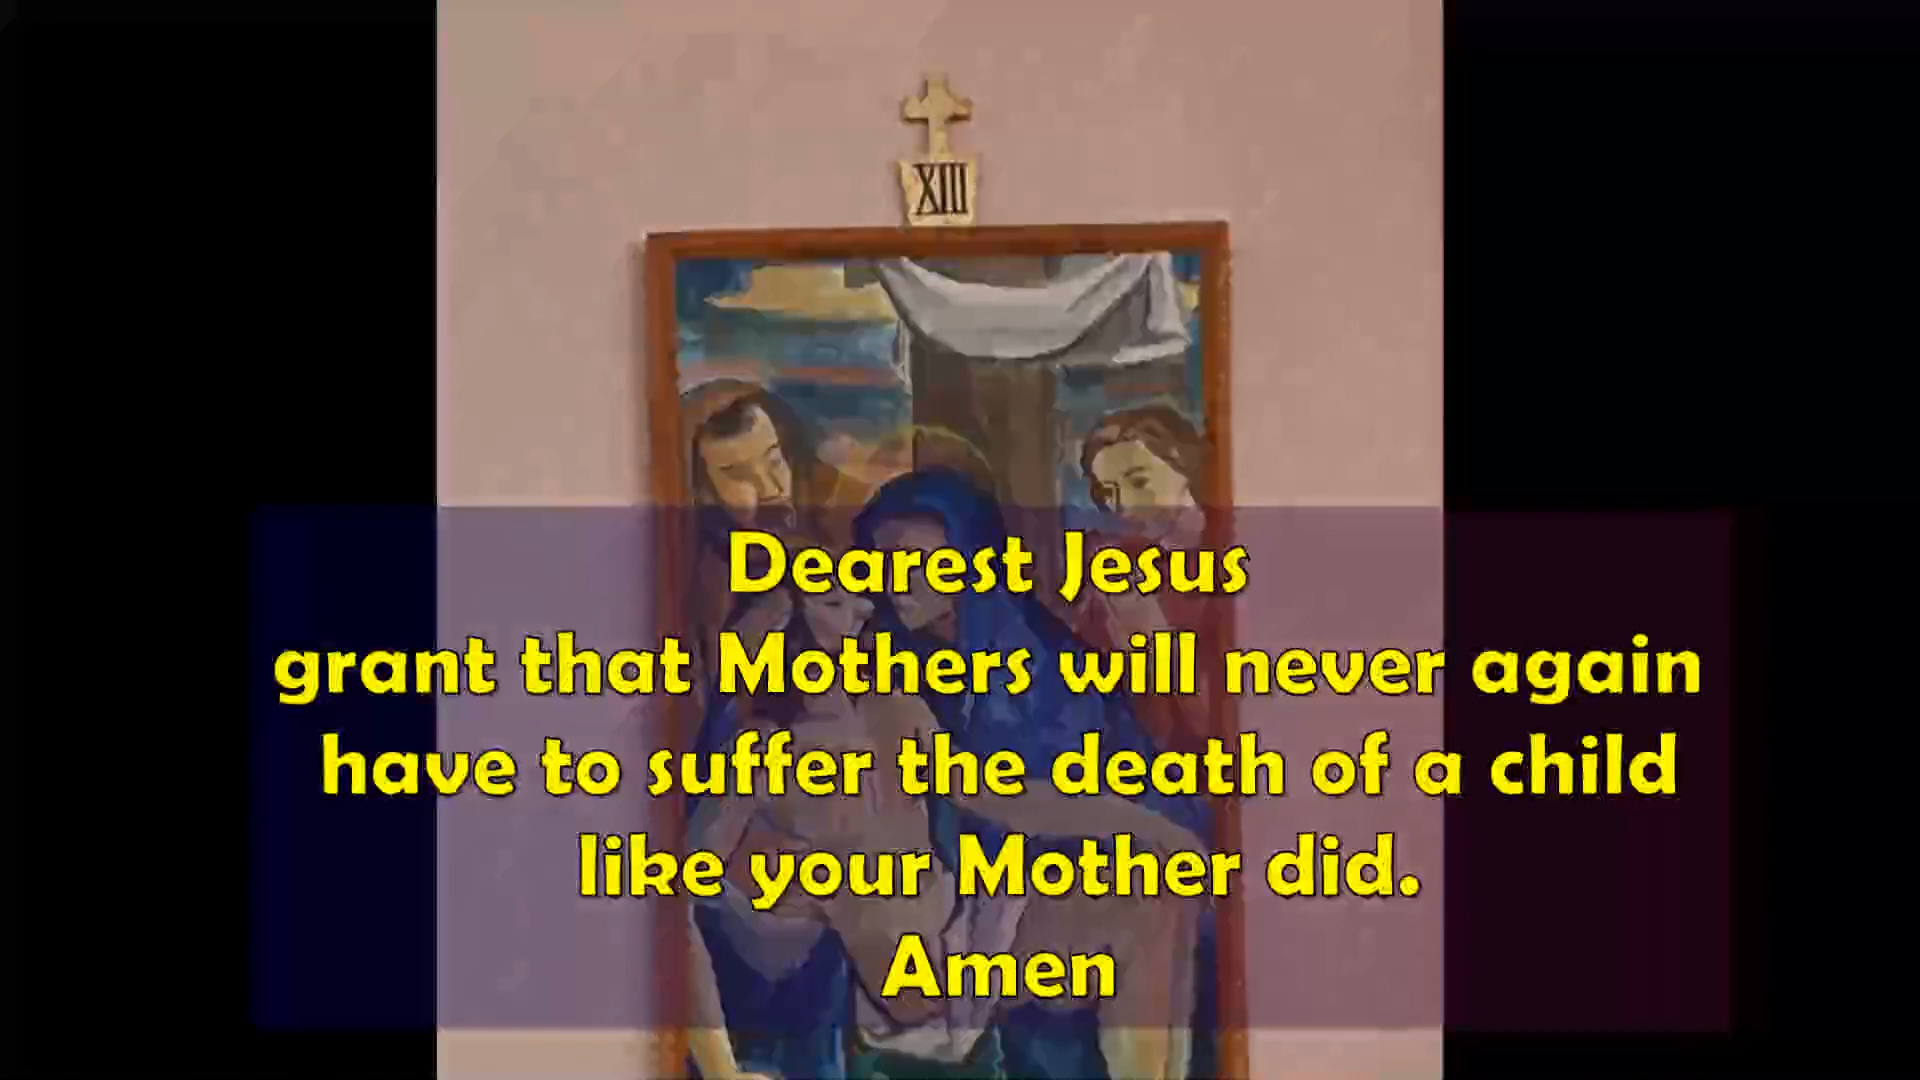 XIII
Dearest Jesus
grant that Mothers will never again
have to suffer the death of a child
like your Mother did.
Amen